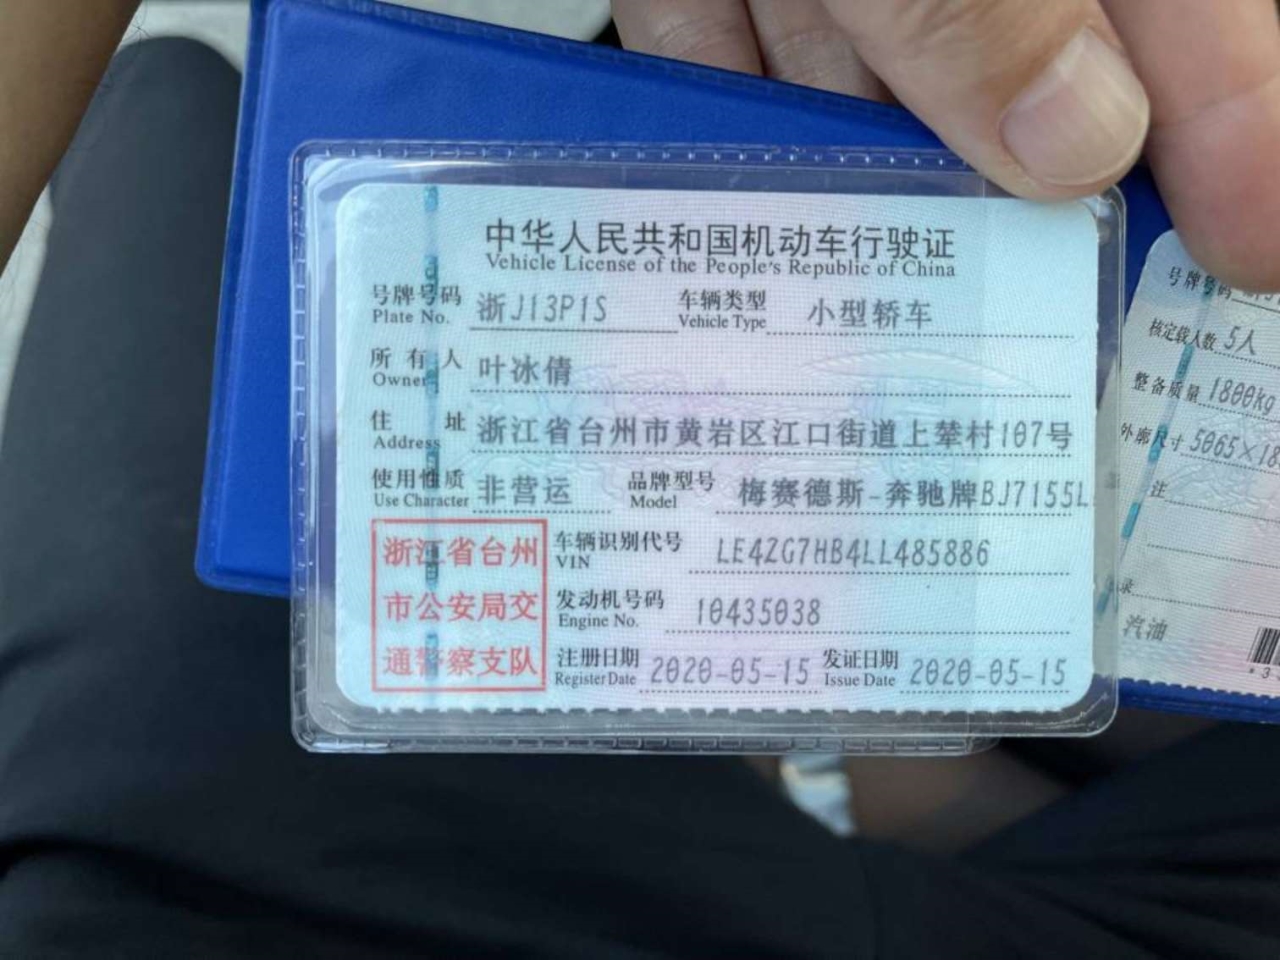 中华人民共和国机动车行驶证
Vehicle License of the People's Republic of China
号牌号码 浙J13P1S 车辆类型 小型轿车
Plate No. Vehicle Type
所有人 叶冰倩
Owner
住址 浙江省台州市黄岩区江口街道上辇村107号
Address
使用性质 非营运 品牌型号 梅赛德斯-奔驰牌BJ7155L
Use Character Model
浙江省台州
市公安局交
通警察支队
车辆识别代号 LE4ZG7HB4LL485886
VIN
发动机号码 10435038
Engine No.
注册日期 2020-05-15 发证日期 2020-05-15
Register Date Issue Date
号牌号码
核定载人数 5人
整备质量 1800kg
外廓尺寸 5065×18
注
录
汽油